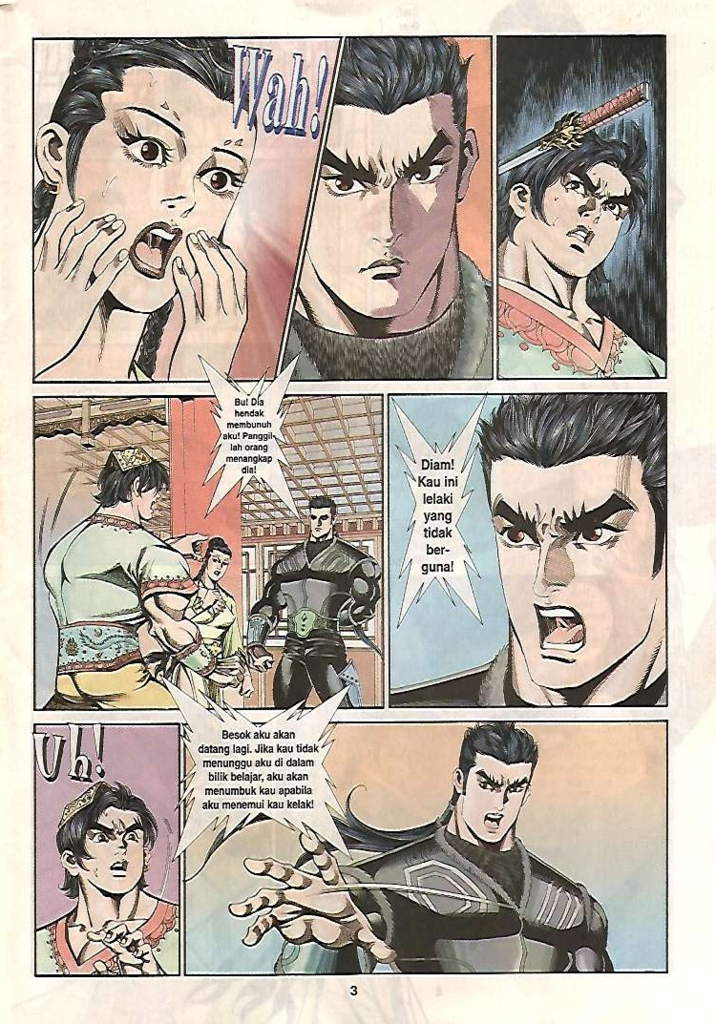 Wah!
Bu! Dia
hendak
membunuh
aku! Panggil-
lah orang
menangkap
dia!
Diam!
Kau ini
lelaki
yang
tidak
ber-
guna!
Uh!
Besok aku akan
datang lagi. Jika kau tidak
menunggu aku di dalam
bilik belajar, aku akan
menumbuk kau apabila
aku menemui kau kelak!
3